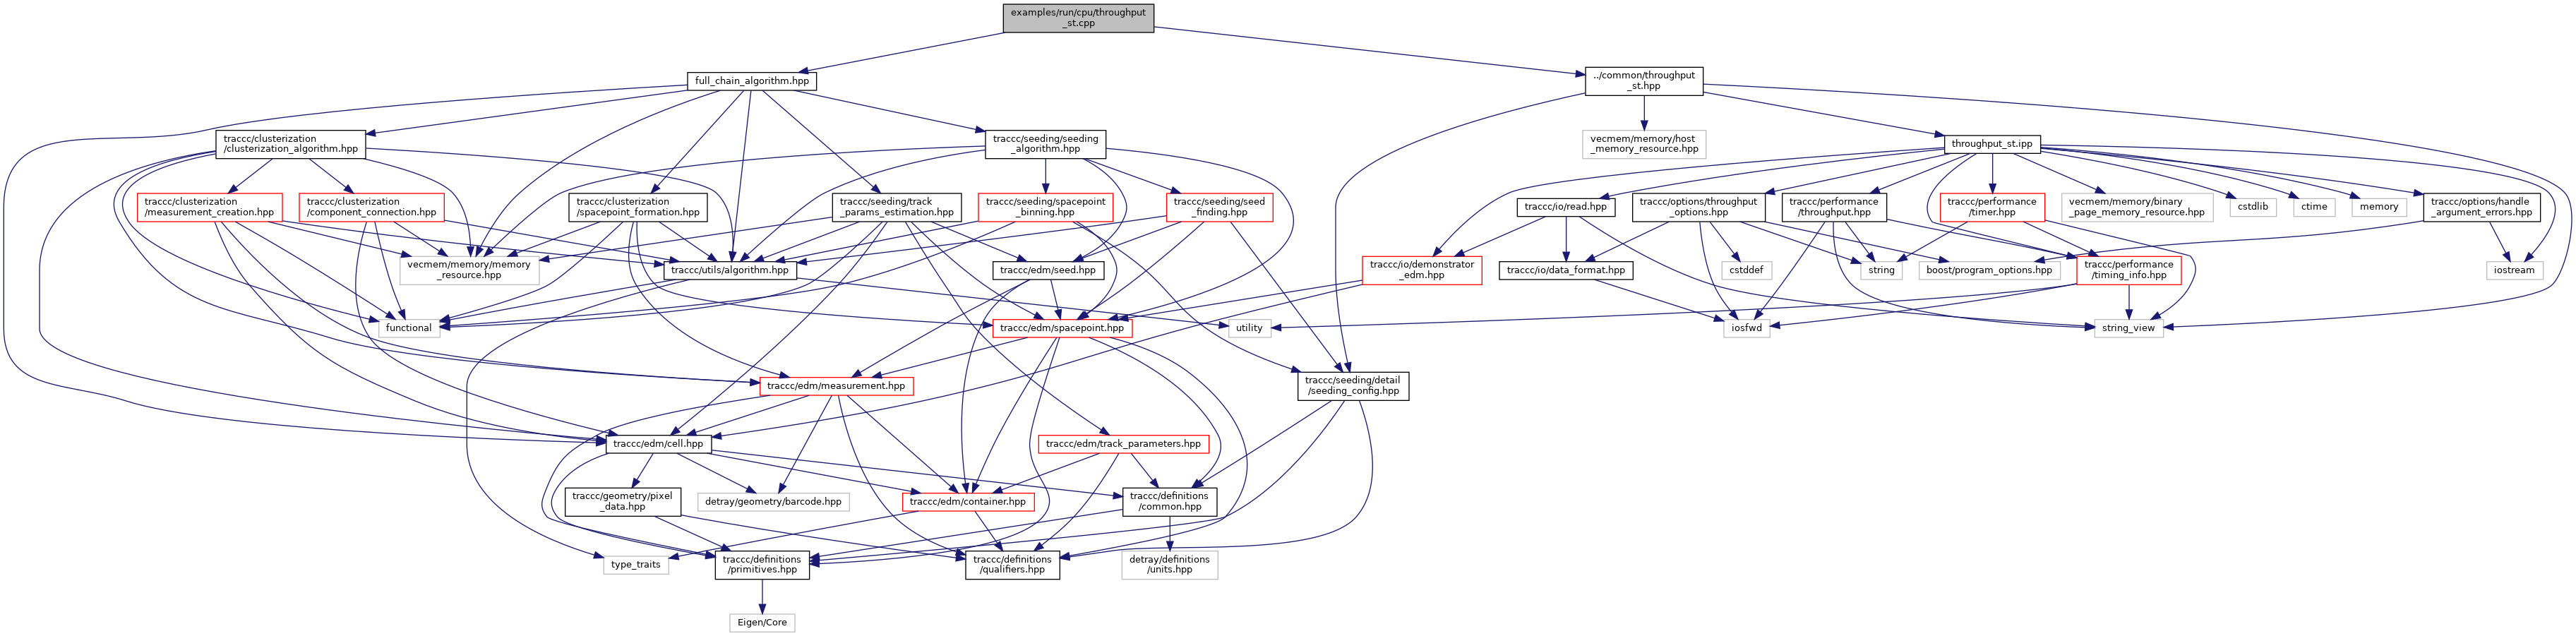 examples/run/cpu/throughput
_st.cpp
full_chain_algorithm.hpp
../common/throughput
_st.hpp
traccc/clusterization
/clusterization_algorithm.hpp
traccc/seeding/seeding
_algorithm.hpp
vecmem/memory/host
_memory_resource.hpp
throughput_st.ipp
traccc/clusterization
/measurement_creation.hpp
traccc/clusterization
/component_connection.hpp
traccc/clusterization
/spacepoint_formation.hpp
traccc/seeding/track
_params_estimation.hpp
traccc/seeding/spacepoint
_binning.hpp
traccc/seeding/seed
_finding.hpp
traccc/io/read.hpp
traccc/options/throughput
_options.hpp
traccc/performance
/throughput.hpp
traccc/performance
/timer.hpp
vecmem/memory/binary
_page_memory_resource.hpp
cstdlib
ctime
memory
traccc/options/handle
_argument_errors.hpp
vecmem/memory/memory
_resource.hpp
traccc/utils/algorithm.hpp
traccc/edm/seed.hpp
traccc/io/demonstrator
_edm.hpp
traccc/io/data_format.hpp
cstddef
string
boost/program_options.hpp
traccc/performance
/timing_info.hpp
iostream
functional
traccc/edm/spacepoint.hpp
utility
iosfwd
string_view
traccc/edm/measurement.hpp
traccc/seeding/detail
/seeding_config.hpp
traccc/edm/cell.hpp
traccc/edm/track_parameters.hpp
traccc/geometry/pixel
_data.hpp
detray/geometry/barcode.hpp
traccc/edm/container.hpp
traccc/definitions
/common.hpp
type_traits
traccc/definitions
/primitives.hpp
traccc/definitions
/qualifiers.hpp
detray/definitions
/units.hpp
Eigen/Core